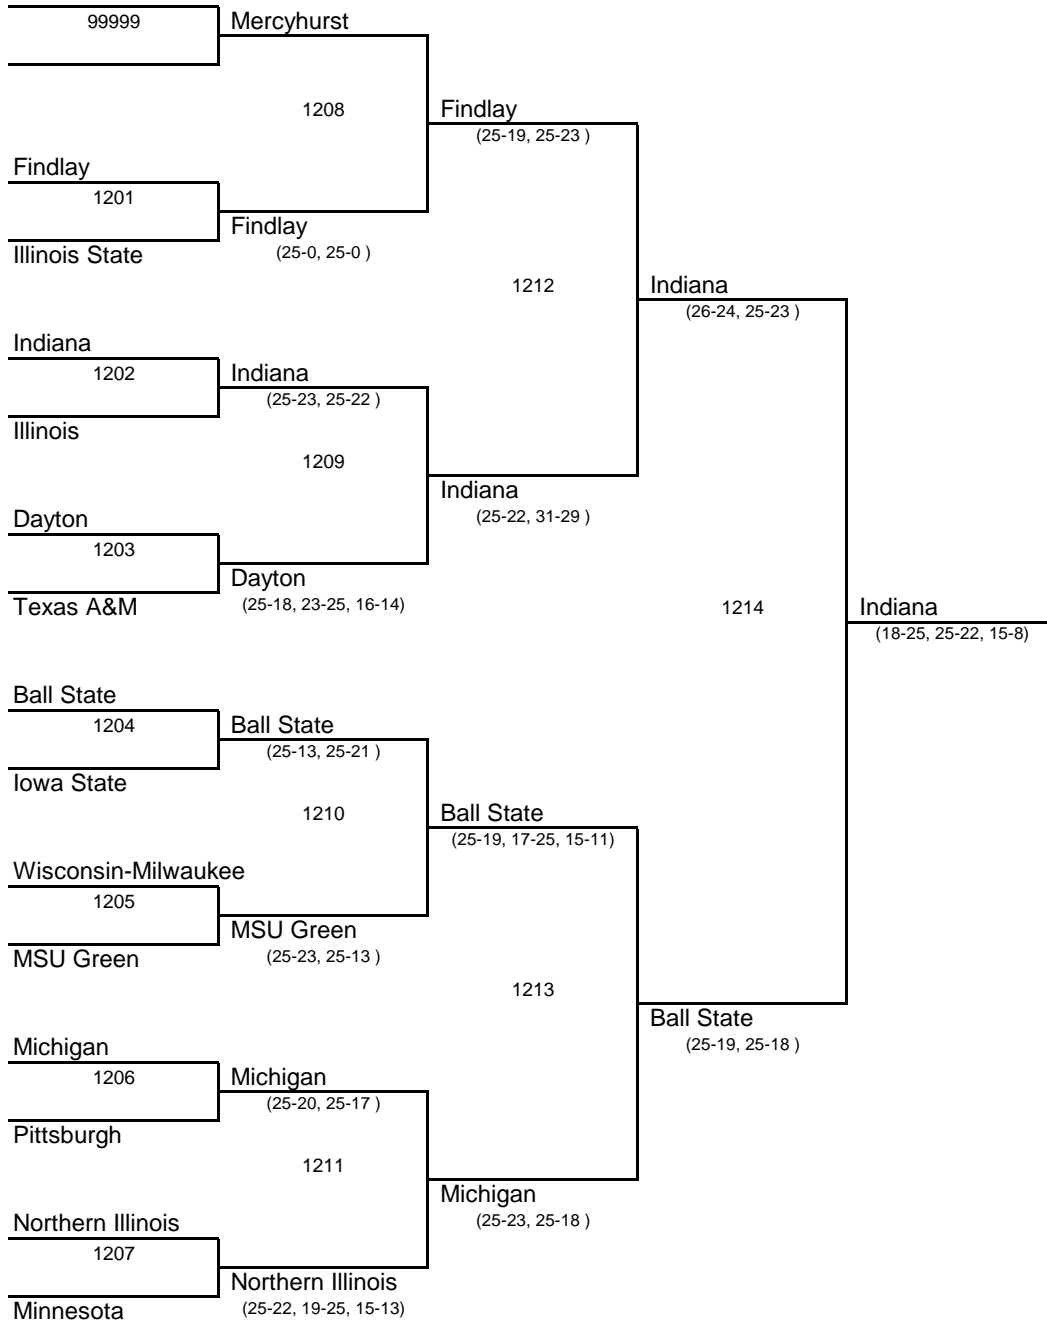 99999
Mercyhurst
1208
Findlay
(25-19, 25-23 )
Findlay
1201
Findlay
Illinois State
(25-0, 25-0 )
1212
Indiana
(26-24, 25-23 )
Indiana
1202
Indiana
(25-23, 25-22 )
Illinois
1209
Indiana
(25-22, 31-29 )
Dayton
1203
Dayton
Texas A&M
(25-18, 23-25, 16-14)
1214
Indiana
(18-25, 25-22, 15-8)
Ball State
1204
Ball State
(25-13, 25-21 )
Iowa State
1210
Ball State
(25-19, 17-25, 15-11)
Wisconsin-Milwaukee
1205
MSU Green
MSU Green
(25-23, 25-13 )
1213
Ball State
(25-19, 25-18 )
Michigan
1206
Michigan
(25-20, 25-17 )
Pittsburgh
1211
Michigan
(25-23, 25-18 )
Northern Illinois
1207
Northern Illinois
Minnesota
(25-22, 19-25, 15-13)